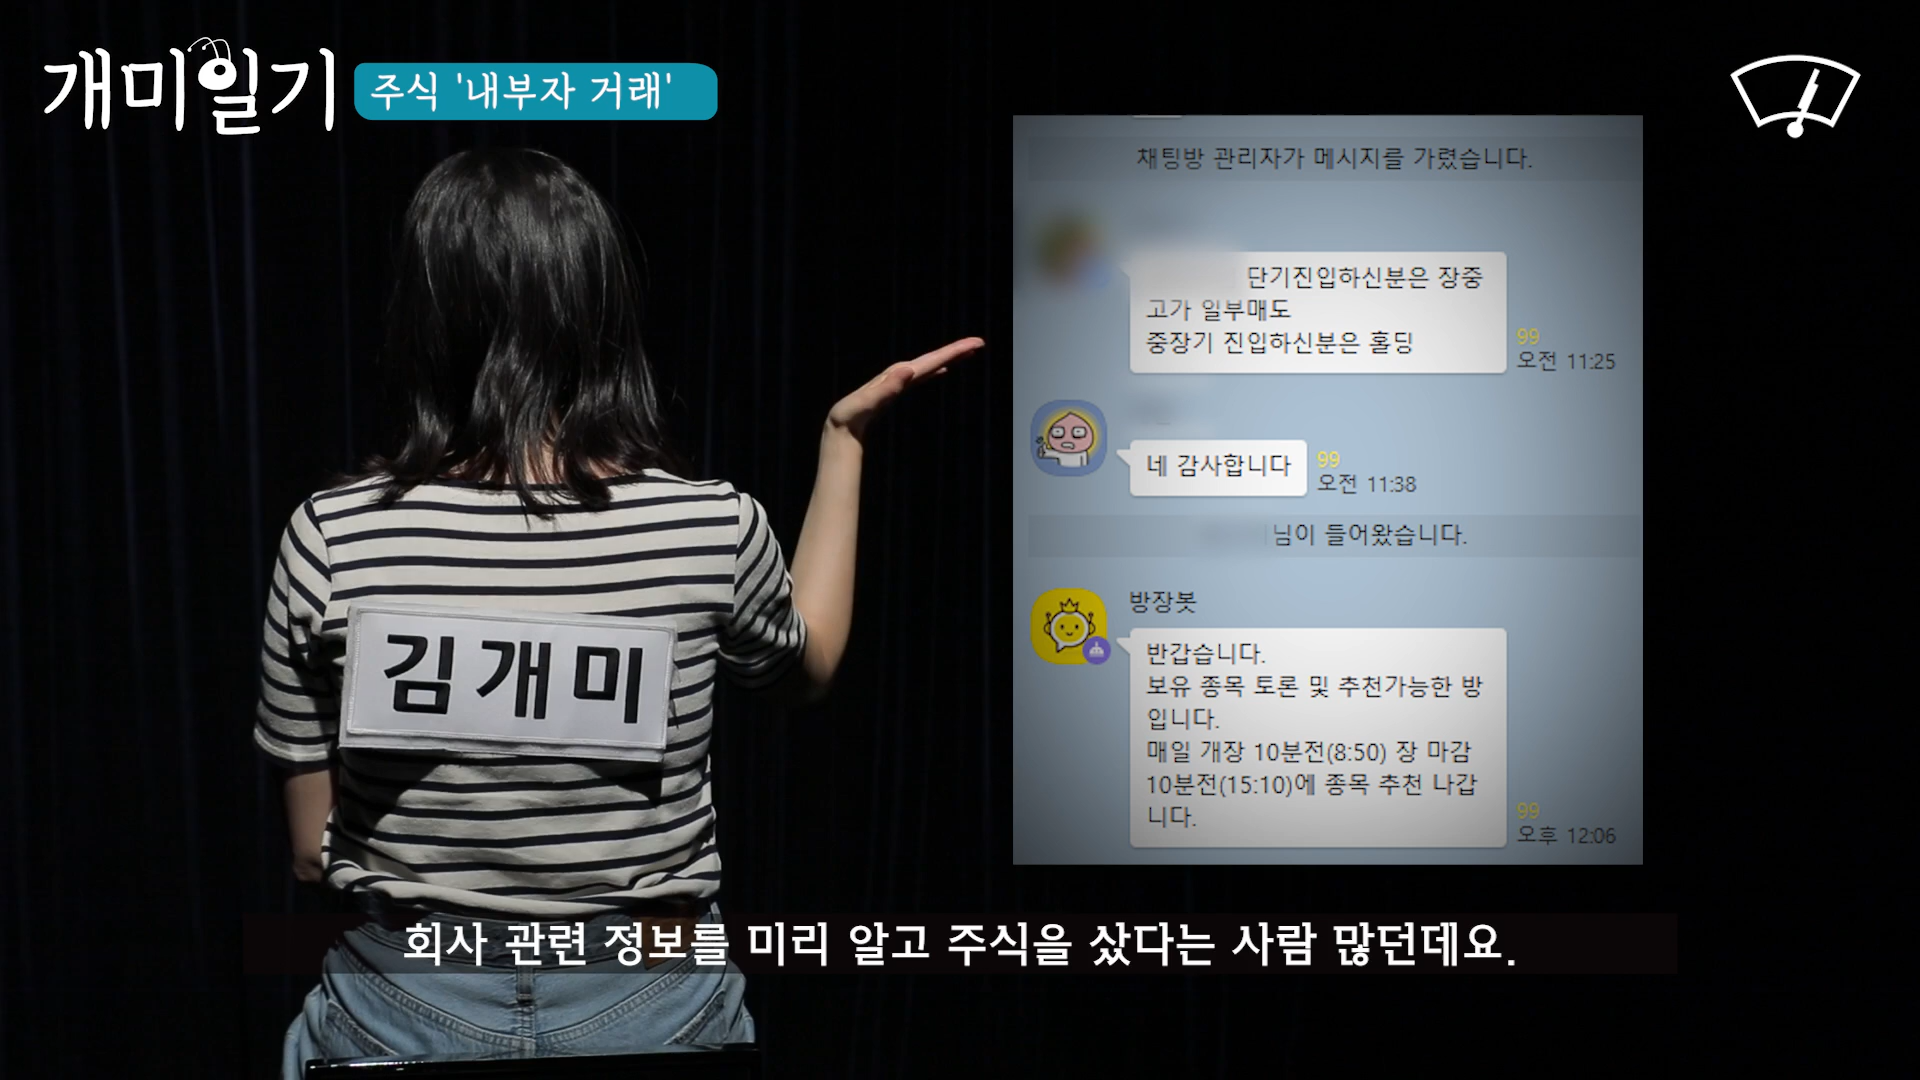 개미일기
주식 '내부자 거래'
채팅방 관리자가 메시지를 가렸습니다.
단기진입하신분은 장중
고가 일부매도
중장기 진입하신분은 홀딩
99
오전 11:25
네 감사합니다
99
오전 11:38
님이 들어왔습니다.
방장봇
반갑습니다.
보유 종목 토론 및 추천가능한 방
입니다.
매일 개장 10분전(8:50) 장 마감
10분전(15:10)에 종목 추천 나갑
니다.
99
오후 12:06
김개미
회사 관련 정보를 미리 알고 주식을 샀다는 사람 많던데요.